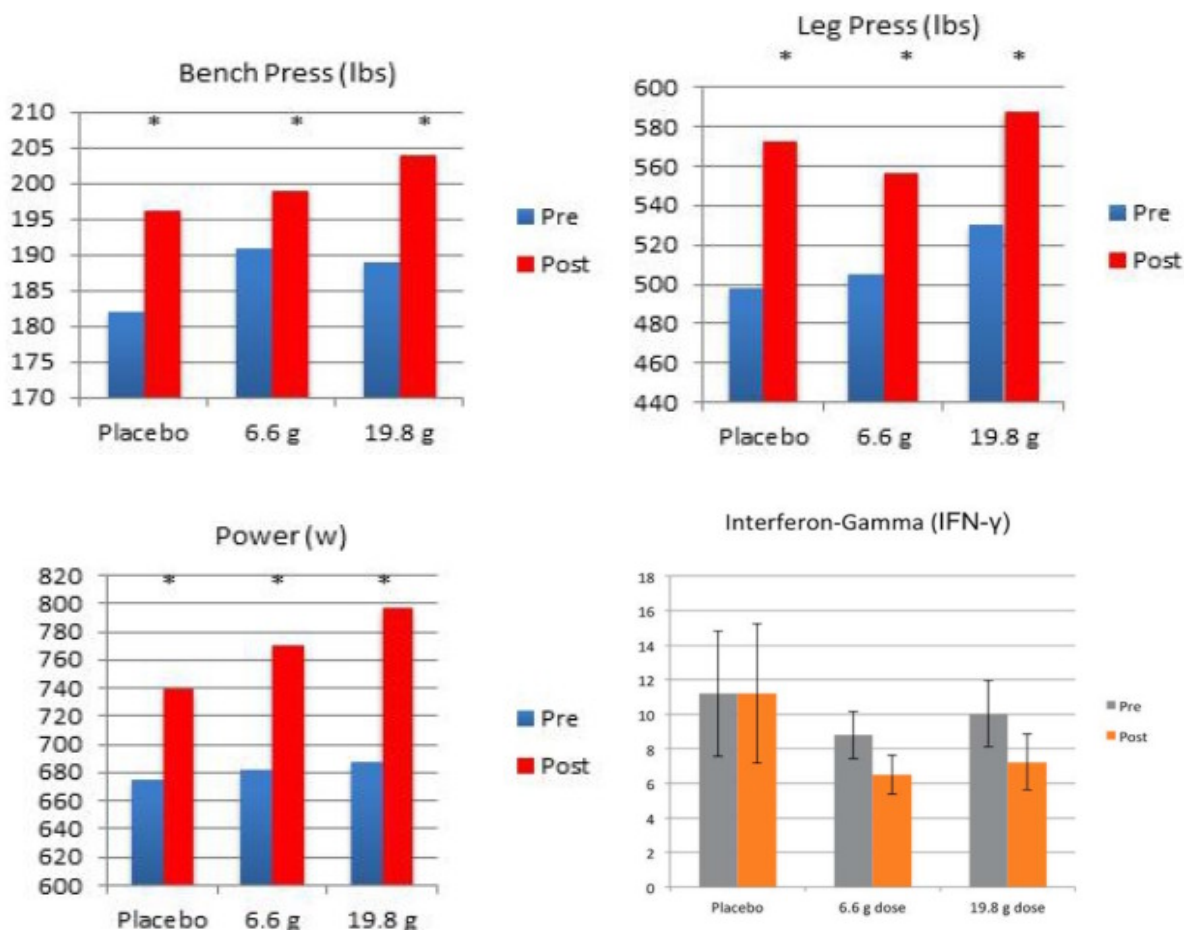 Bench Press (lbs)
210
205
200
195
190
185
180
175
170
* * *
Placebo 6.6 g 19.8 g
Pre
Post
Leg Press (lbs)
* * *
600
580
560
540
520
500
480
460
440
Placebo 6.6 g 19.8 g
Pre
Post
Power (w)
* * *
820
800
780
760
740
720
700
680
660
640
620
600
Placebo 6.6 g 19.8 g
Pre
Post
Interferon-Gamma (IFN-γ)
18
16
14
12
10
8
6
4
2
0
Placebo 6.6 g dose 19.8 g dose
Pre
Post